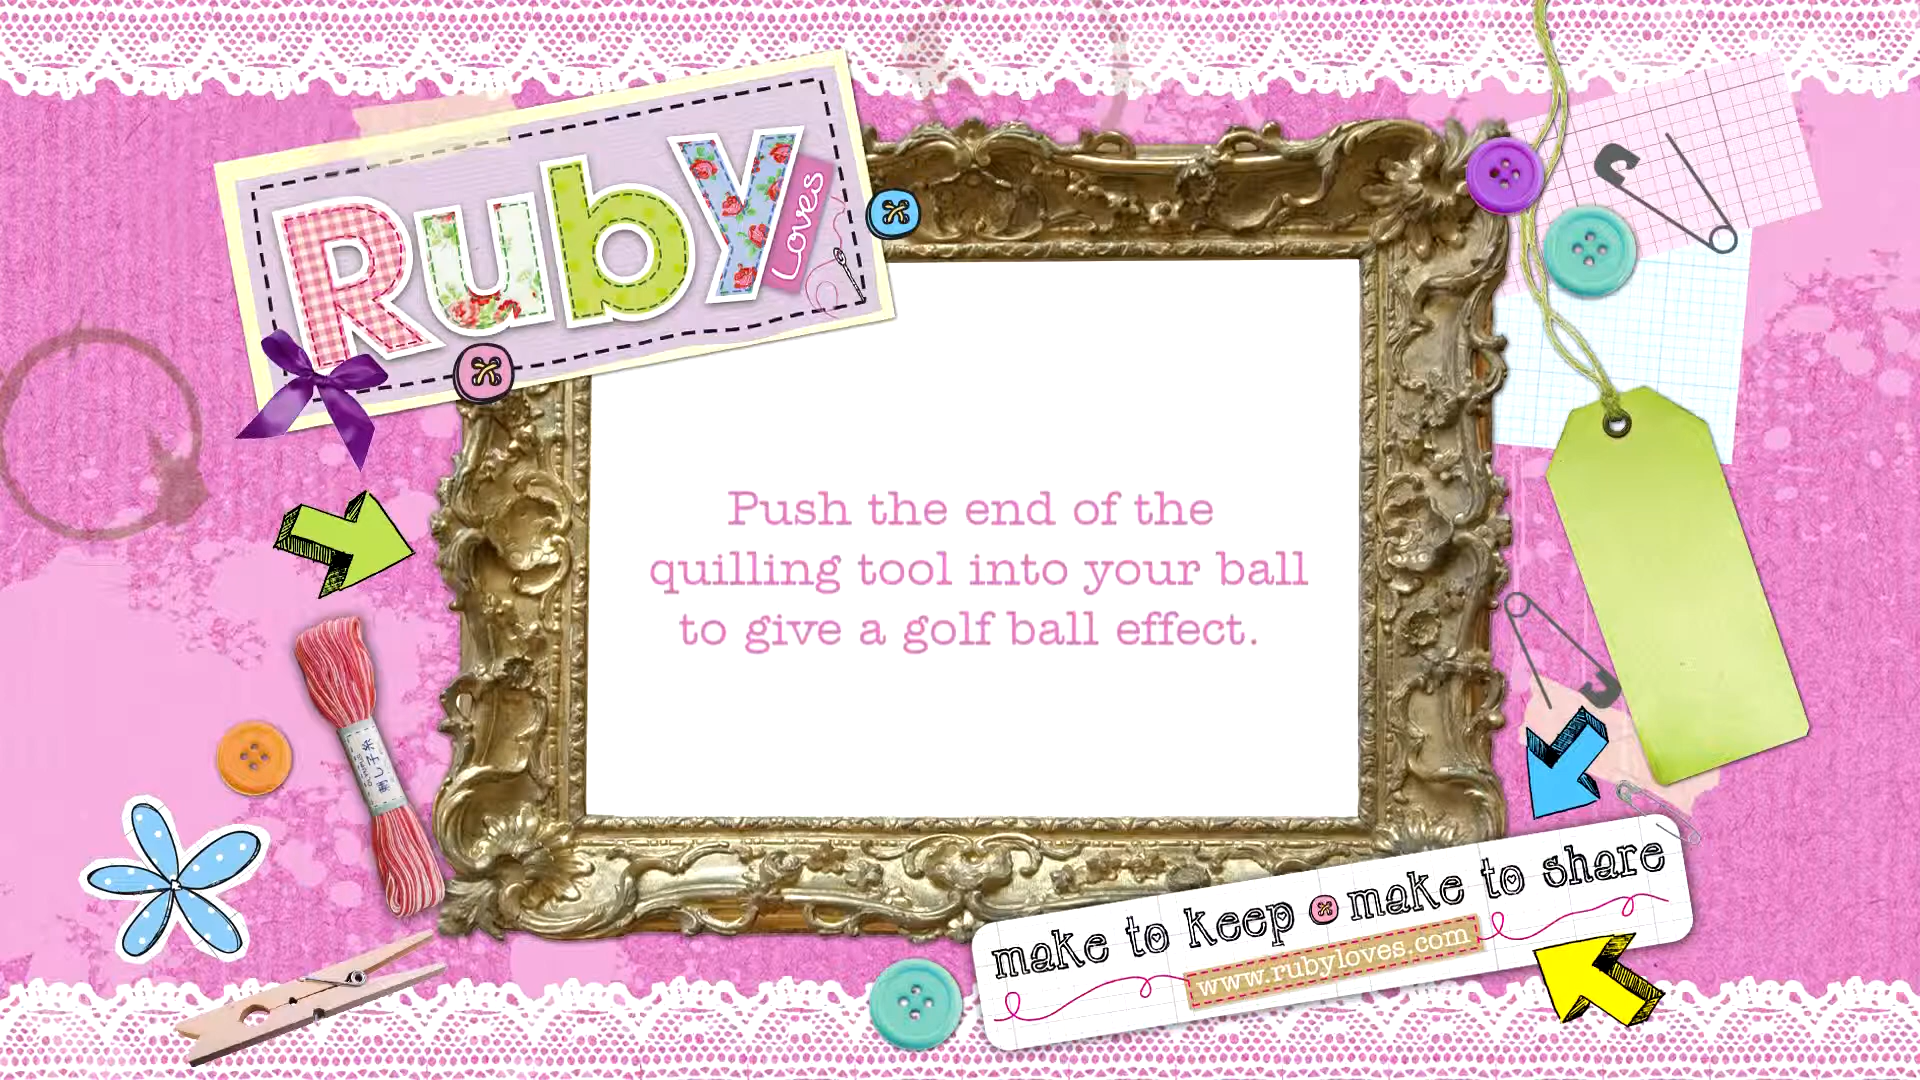 Ruby
Loves
Push the end of the
quilling tool into your ball
to give a golf ball effect.
make to keep make to share
www.rubyloves.com